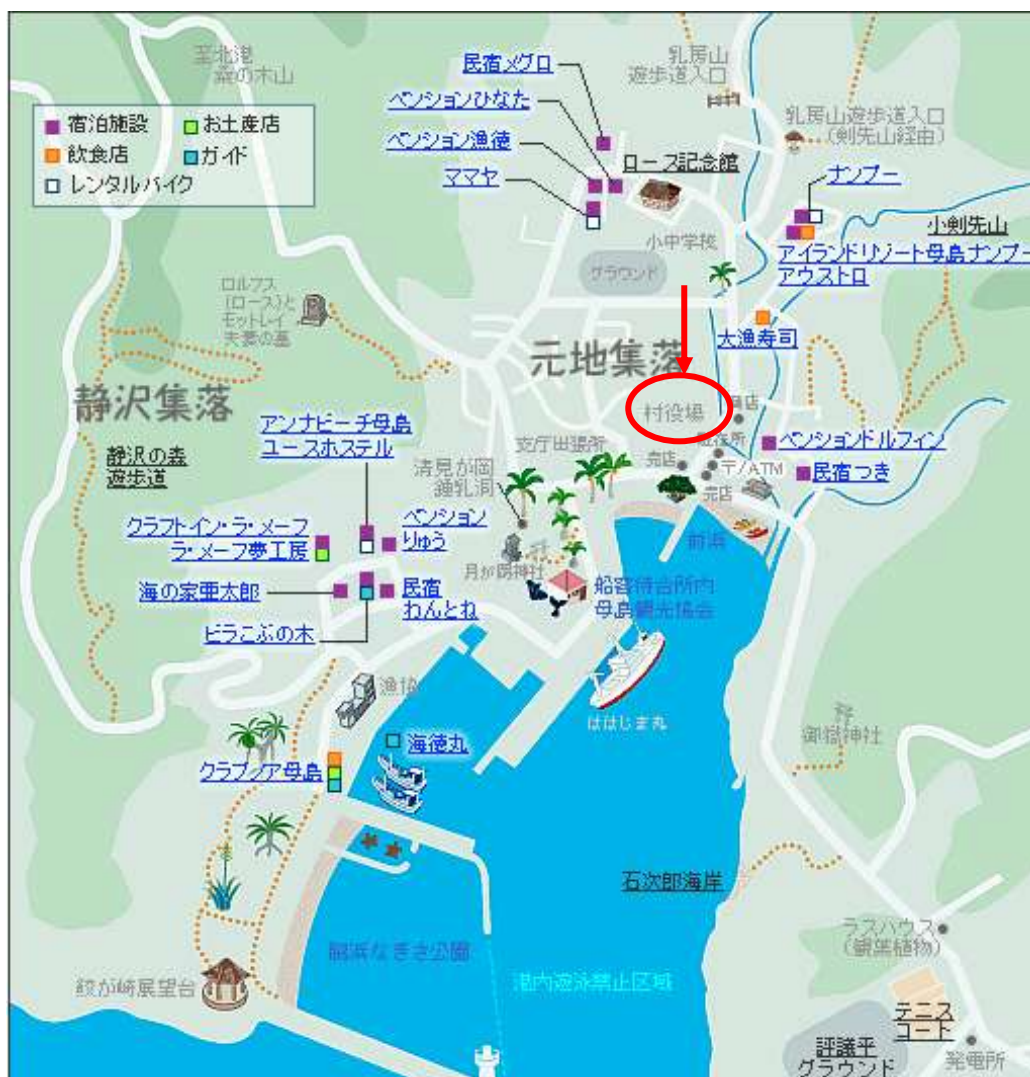 至北港
乳房山
遊歩道入口
民宿メグロ
ペンションひなた
乳房山遊歩道入口
(剣先山経由)
宿泊施設
お土産店
飲食店
ガイド
レンタルバイク
ペンション漁徳
ママヤ
ロース記念館
ナンプー
小剣先山
小中学校
グラウンド
アイランドリゾート母島ナンプー
アウストロ
ロルフス
(ロース)と
モットレイ
夫妻の墓
大漁寿司
元地集落
静沢集落
村役場
商店
アンナビーチ母島
ユースホステル
支庁出張所
駐在所
ペンションドルフィン
静沢の森
遊歩道
清見が岡
鍾乳洞
売店
〒/ATM
民宿つき
売店
クラフトイン・ラ・メーフ
ラ・メーフ夢工房
ペンション
りゅう
前浜
月が岡神社
海の家亜太郎
民宿
わんとね
船客待合所内
母島観光協会
ビラこぶの木
漁協
ははじま丸
御嶽神社
海徳丸
クラブノア母島
石次郎海岸
ラスハウス
(観葉植物)
脇浜なぎさ公園
港内遊泳禁止区域
鮫が崎展望台
テニス
コート
評議平
グラウンド
発電所